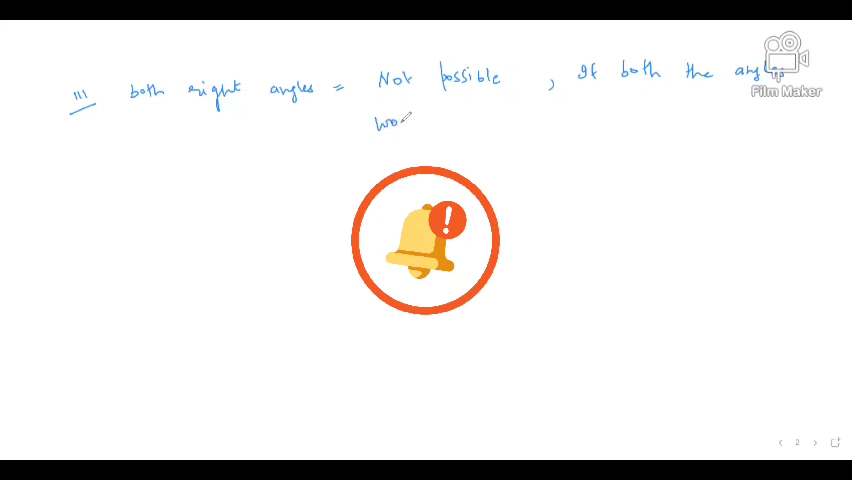 III both right angles = Not possible , If both the angles
wo
Film Maker
2